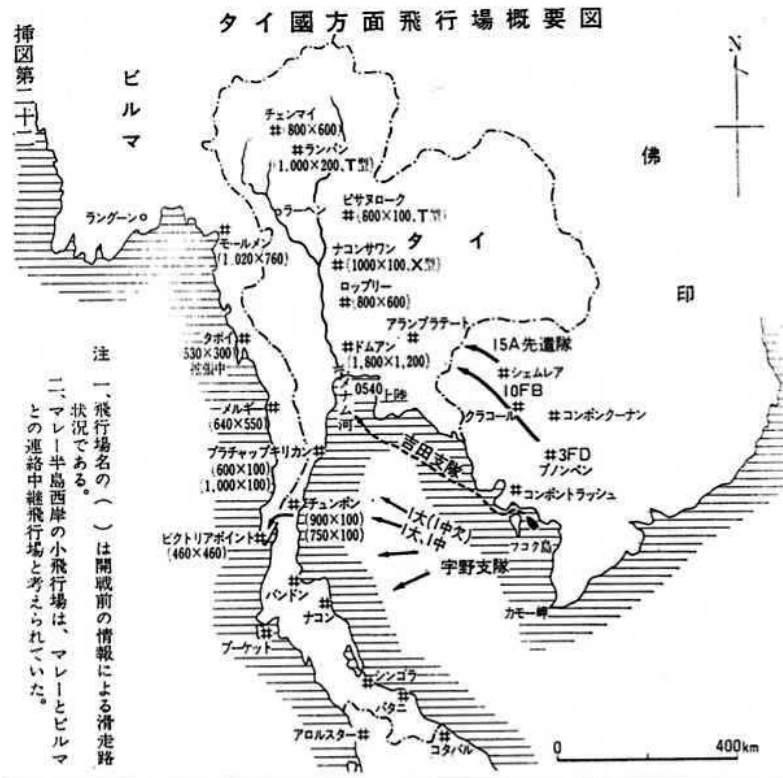 タイ國方面飛行場概要図
挿図第二十二
N
ビルマ
佛
印
タイ
チェンマイ
(800×600)
ランパン
(1,000×200、T型)
ラーヘン
ピサヌローク
(600×100、T型)
ラングーン
モールメン
(1.020×760)
ナコンサワン
(1000×100、X型)
ロップリー
(800×600)
アランプラテート
ドムアン
(1,800×1,200)
タボイ
530×300
拡張中
メナム河
0540
上陸
15A先遣隊
シェムレア
10FB
クラコール
コンポンクーナン
3FD
プノンペン
コンポントラッシュ
メルギー
(640×550)
プラチャップキリカン
(600×100)
(1,000×100)
吉田支隊
チュンポン
(900×100)
(750×100)
1大(1中欠)
1大、1中
宇野支隊
ビクトリアポイント
(460×460)
フコク島
カモー岬
バンドン
ナコン
プーケット
シンゴラ
パタニ
アロルスター
コタバル
0
400km
注 一、飛行場名の( )は開戦前の情報による滑走路
状況である。
二、マレー半島西岸の小飛行場は、マレーとビルマ
との連絡中継飛行場と考えられていた。